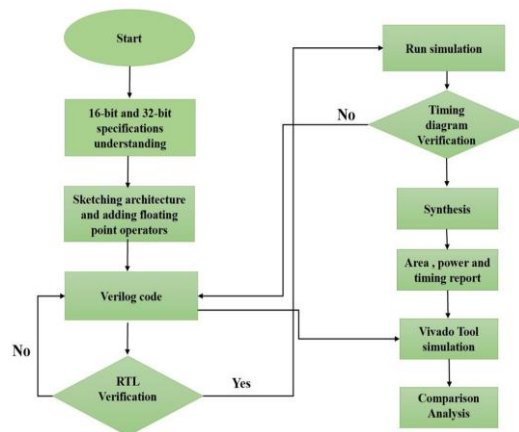 Start
16-bit and 32-bit
specifications
understanding
Sketching architecture
and adding floating
point operators
Verilog code
No
RTL
Verification
Yes
Run simulation
No
Timing
diagram
Verification
Synthesis
Area , power and
timing report
Vivado Tool
simulation
Comparison
Analysis